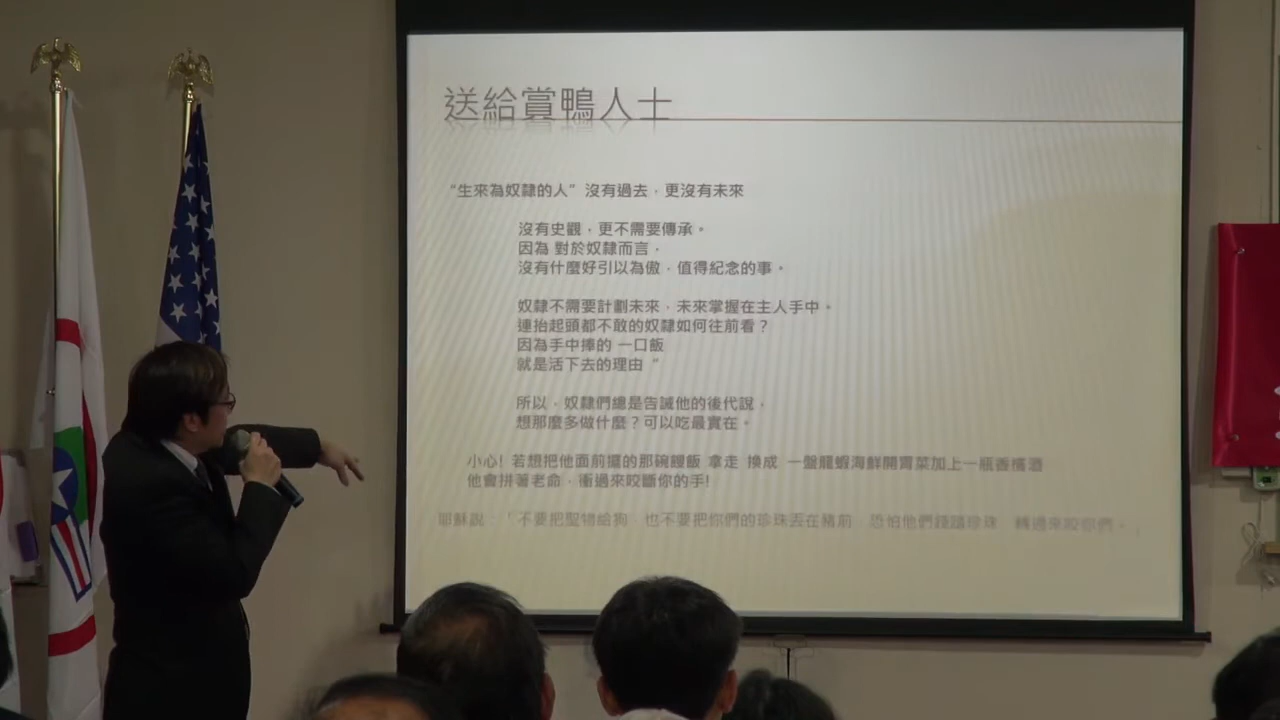 送給賞鴨人士
“生來為奴隸的人” 沒有過去，更沒有未來
沒有史觀，更不需要傳承。
因為 對於奴隸而言，
沒有什麼好引以為傲，值得紀念的事。
奴隸不需要計劃未來，未來掌握在主人手中。
連抬起頭都不敢的奴隸如何往前看？
因為手中捧的 一口飯
就是活下去的理由 “
所以，奴隸們總是告誡他的後代說，
想那麼多做什麼？可以吃最實在。
小心! 若想把他面前擺的那碗餿飯 拿走 換成 一盤龍蝦海鮮開胃菜加上一瓶香檳酒
他會拼著老命，衝過來咬斷你的手!
耶穌說：「不要把聖物給狗，也不要把你們的珍珠丟在豬前，恐怕他們踐踏珍珠，轉過來咬你們。」